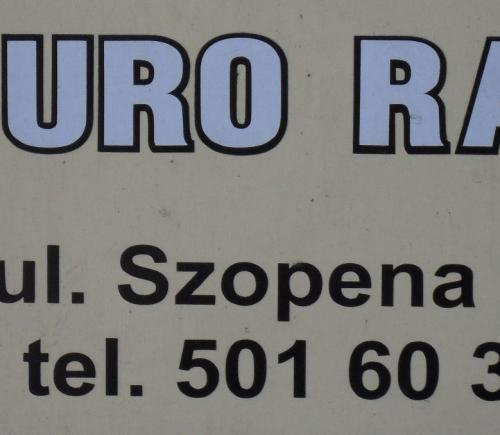 URO RA
ul. Szopena
tel. 501 60 3